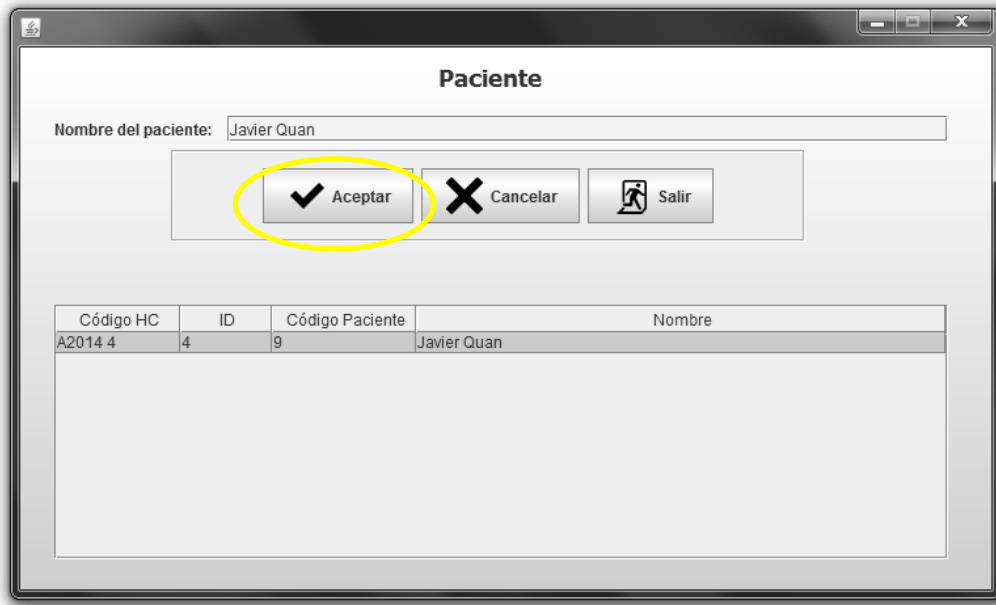 Paciente
Nombre del paciente: Javier Quan
Aceptar Cancelar Salir
Código HC ID Código Paciente Nombre
A2014 4 4 9 Javier Quan